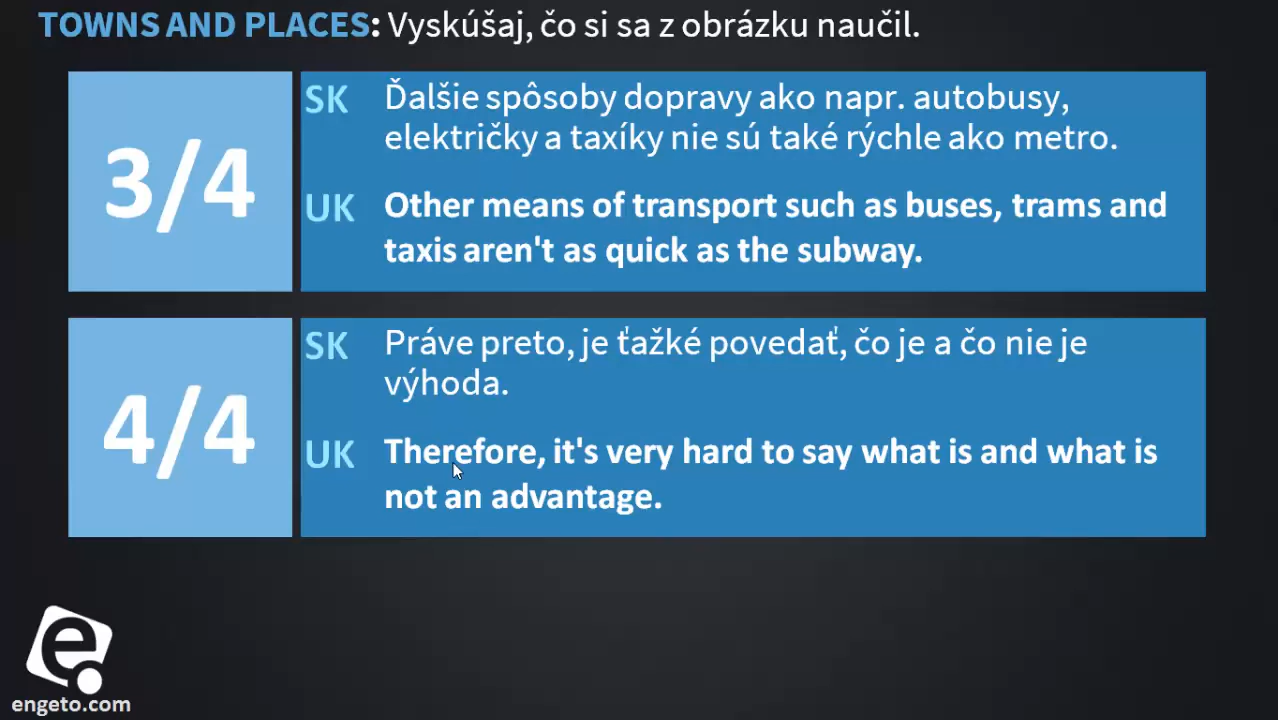 TOWNS AND PLACES: Vyskúšaj, čo si sa z obrázku naučil.
3/4
SK Ďalšie spôsoby dopravy ako napr. autobusy,
električky a taxíky nie sú také rýchle ako metro.
UK Other means of transport such as buses, trams and
taxis aren't as quick as the subway.
4/4
SK Práve preto, je ťažké povedať, čo je a čo nie je
výhoda.
UK Therefore, it's very hard to say what is and what is
not an advantage.
e
engeto.com